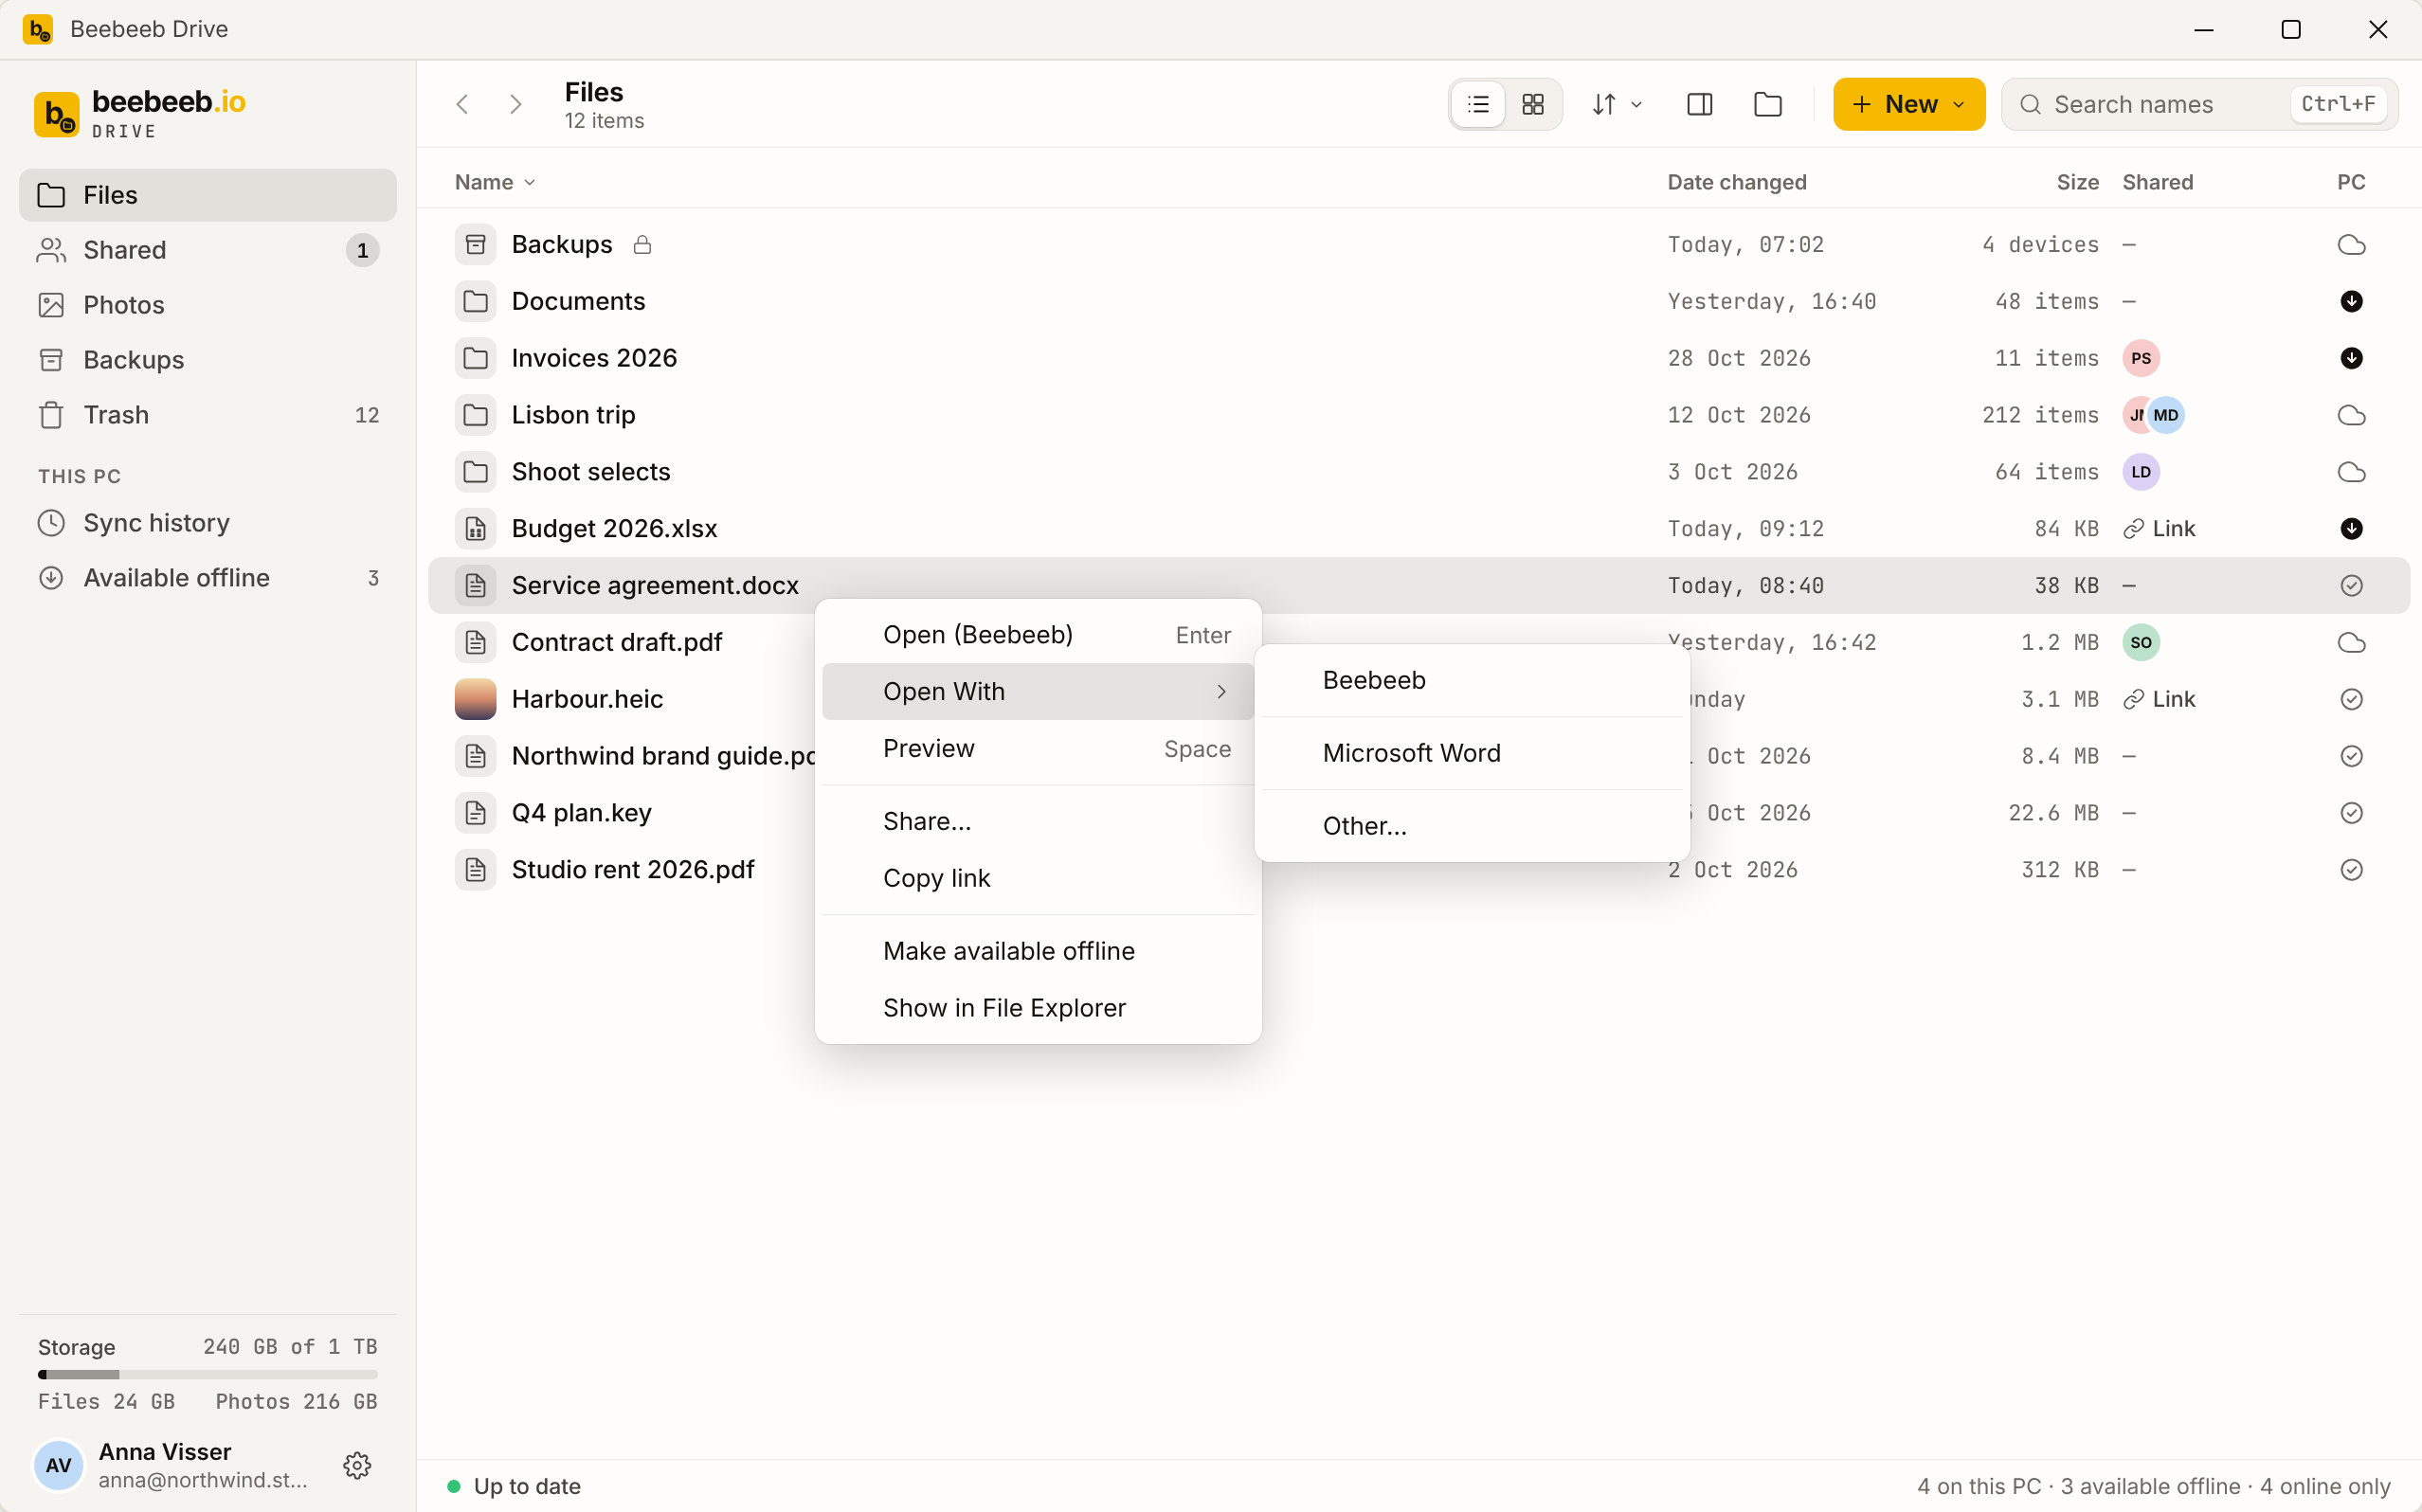 Beebeeb Drive
beebeeb.io
DRIVE
Files
Shared 1
Photos
Backups
Trash 12
THIS PC
Sync history
Available offline 3
Storage 240 GB of 1 TB
Files 24 GB Photos 216 GB
AV Anna Visser
anna@northwind.st...
Files
12 items
New
Search names Ctrl+F
Name Date changed Size Shared PC
Backups Today, 07:02 4 devices –
Documents Yesterday, 16:40 48 items –
Invoices 2026 28 Oct 2026 11 items PS
Lisbon trip 12 Oct 2026 212 items MD
Shoot selects 3 Oct 2026 64 items LD
Budget 2026.xlsx Today, 09:12 84 KB Link
Service agreement.docx Today, 08:40 38 KB –
Contract draft.pdf Yesterday, 16:42 1.2 MB SO
Harbour.heic 3.1 MB Link
Northwind brand guide Oct 2026 8.4 MB –
Q4 plan.key Oct 2026 22.6 MB –
Studio rent 2026.pdf 2 Oct 2026 312 KB –
Open (Beebeeb) Enter
Open With
Preview Space
Share...
Copy link
Make available offline
Show in File Explorer
Beebeeb
Microsoft Word
Other...
Up to date
4 on this PC · 3 available offline · 4 online only